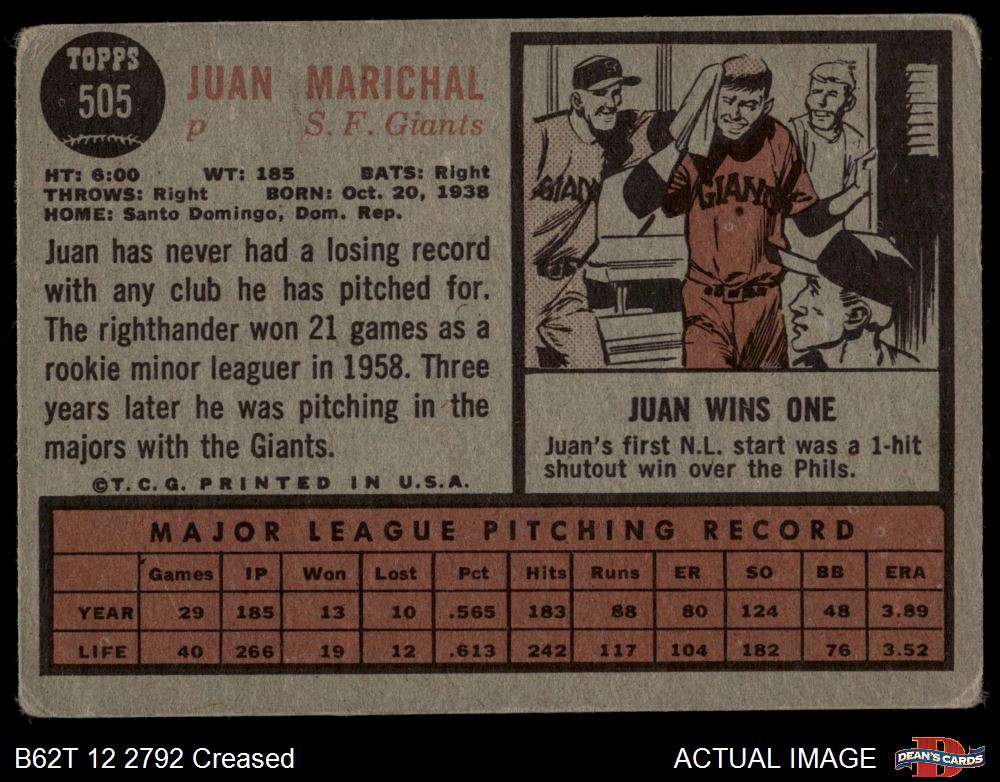 TOPPS
505
JUAN MARICHAL
p S. F. Giants
HT: 6:00 WT: 185 BATS: Right
THROWS: Right BORN: Oct. 20, 1938
HOME: Santo Domingo, Dom. Rep.
Juan has never had a losing record
with any club he has pitched for.
The righthander won 21 games as a
rookie minor leaguer in 1958. Three
years later he was pitching in the
majors with the Giants.
©T. C. G. PRINTED IN U.S.A.
GIAN
GIANTS
JUAN WINS ONE
Juan's first N.L. start was a 1-hit
shutout win over the Phils.
MAJOR LEAGUE PITCHING RECORD
Games IP Won Lost Pct Hits Runs ER SO BB ERA
YEAR 29 185 13 10 .565 183 88 80 124 48 3.89
LIFE 40 266 19 12 .613 242 117 104 182 76 3.52
B62T 12 2792 Creased
ACTUAL IMAGE
D
DEAN'S CARDS